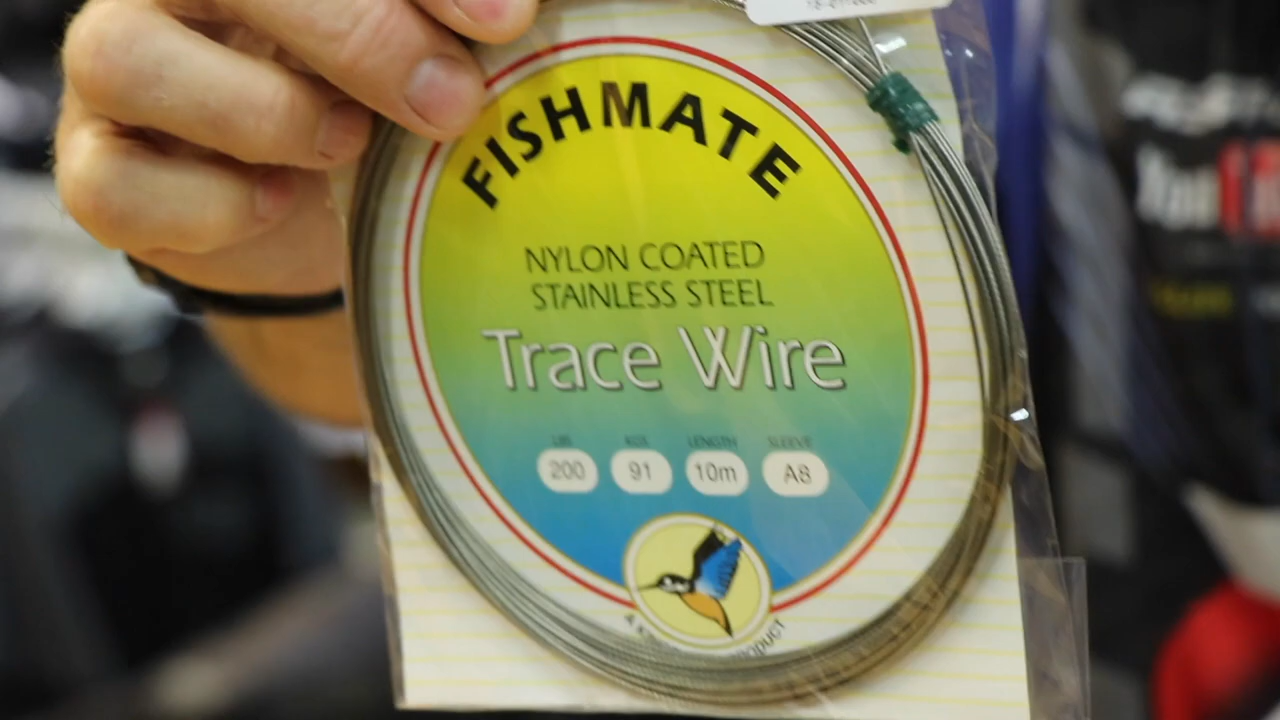 FISHMATE
NYLON COATED
STAINLESS STEEL
Trace Wire
LBS KGS LENGTH SLEEVE
200 91 10m A8